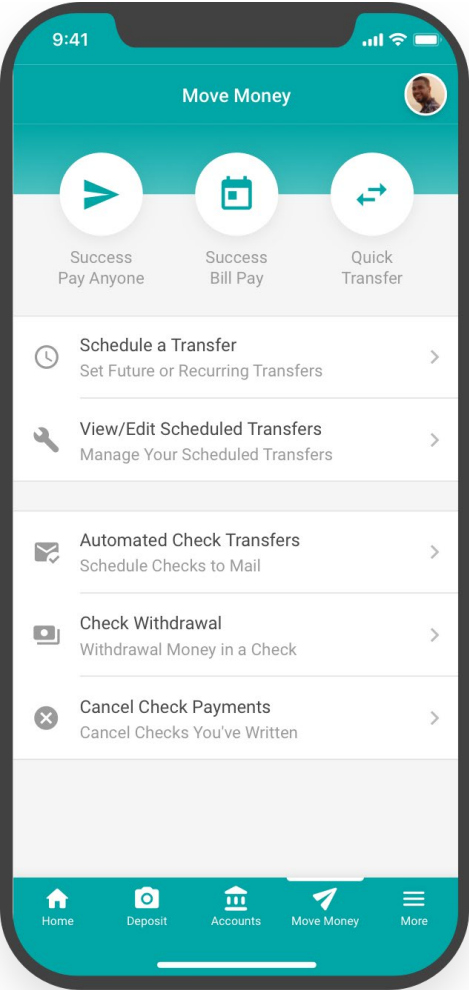 9:41
Move Money
Success
Pay Anyone
Success
Bill Pay
Quick
Transfer
Schedule a Transfer
Set Future or Recurring Transfers
View/Edit Scheduled Transfers
Manage Your Scheduled Transfers
Automated Check Transfers
Schedule Checks to Mail
Check Withdrawal
Withdrawal Money in a Check
Cancel Check Payments
Cancel Checks You've Written
Home
Deposit
Accounts
Move Money
More